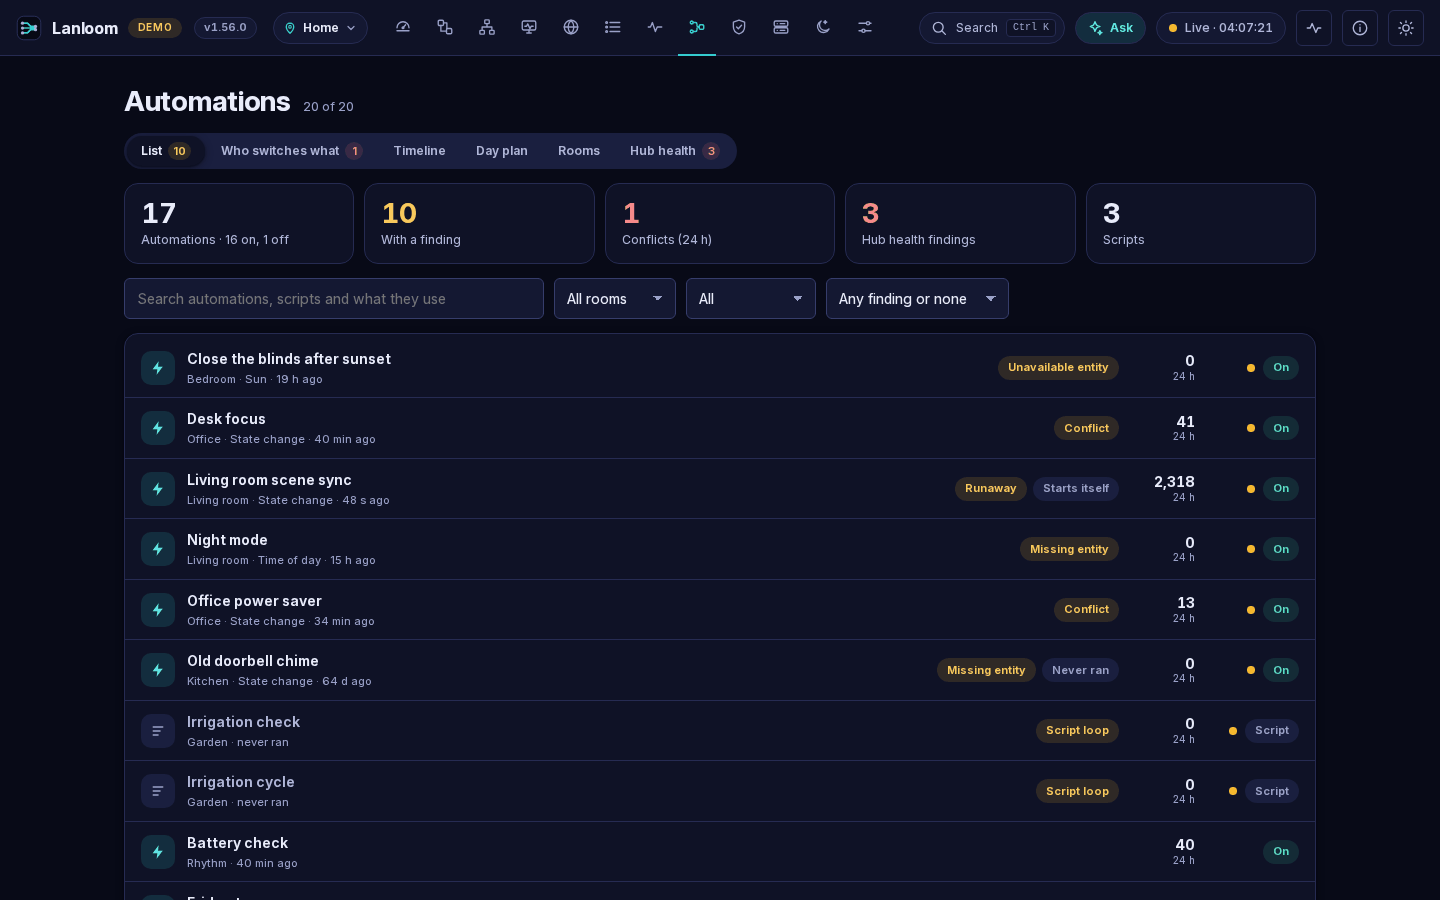 Lanloom DEMO v1.56.0 Home Search Ctrl K Ask Live · 04:07:21
Automations 20 of 20
List 10 Who switches what 1 Timeline Day plan Rooms Hub health 3
17 10 1 3 3
Automations · 16 on, 1 off With a finding Conflicts (24 h) Hub health findings Scripts
Search automations, scripts and what they use All rooms All Any finding or none
Close the blinds after sunset Unavailable entity 0 On
Bedroom · Sun · 19 h ago 24 h
Desk focus Conflict 41 On
Office · State change · 40 min ago 24 h
Living room scene sync Runaway Starts itself 2,318 On
Living room · State change · 48 s ago 24 h
Night mode Missing entity 0 On
Living room · Time of day · 15 h ago 24 h
Office power saver Conflict 13 On
Office · State change · 34 min ago 24 h
Old doorbell chime Missing entity Never ran 0 On
Kitchen · State change · 64 d ago 24 h
Irrigation check Script loop 0 Script
Garden · never ran 24 h
Irrigation cycle Script loop 0 Script
Garden · never ran 24 h
Battery check 40 On
Rhythm · 40 min ago 24 h